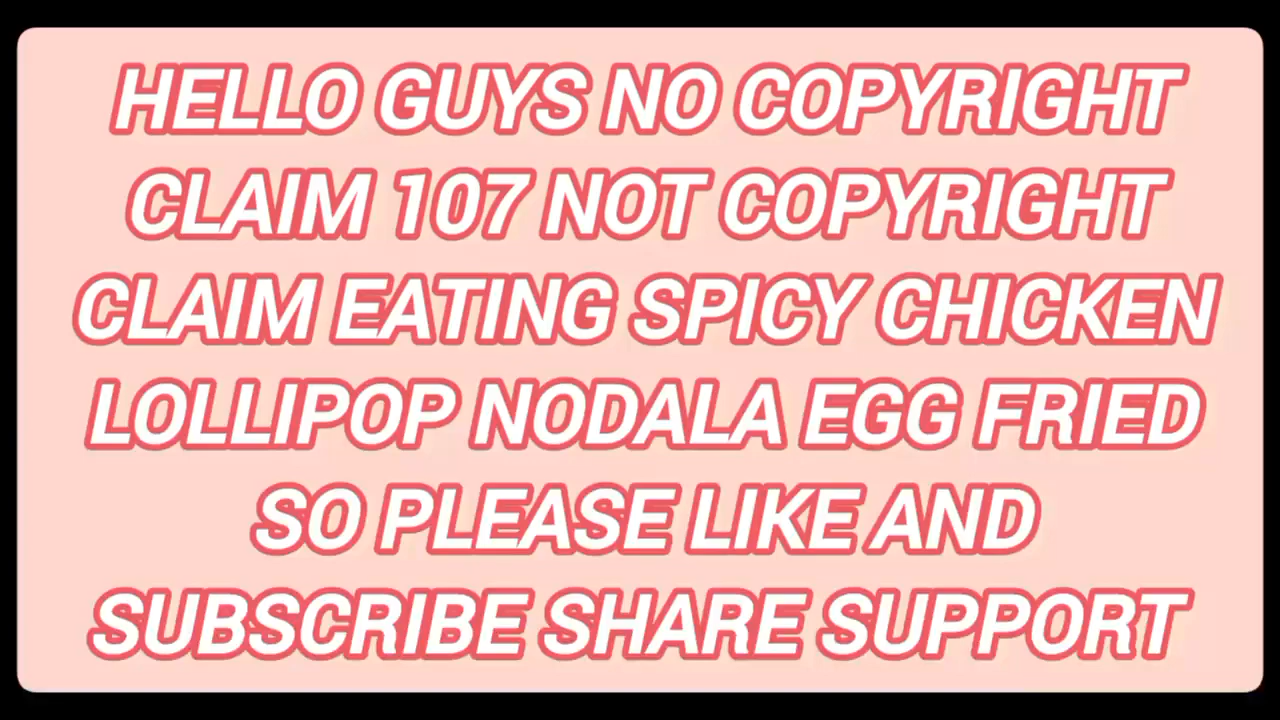 HELLO GUYS NO COPYRIGHT
CLAIM 107 NOT COPYRIGHT
CLAIM EATING SPICY CHICKEN
LOLLIPOP NODALA EGG FRIED
SO PLEASE LIKE AND
SUBSCRIBE SHARE SUPPORT